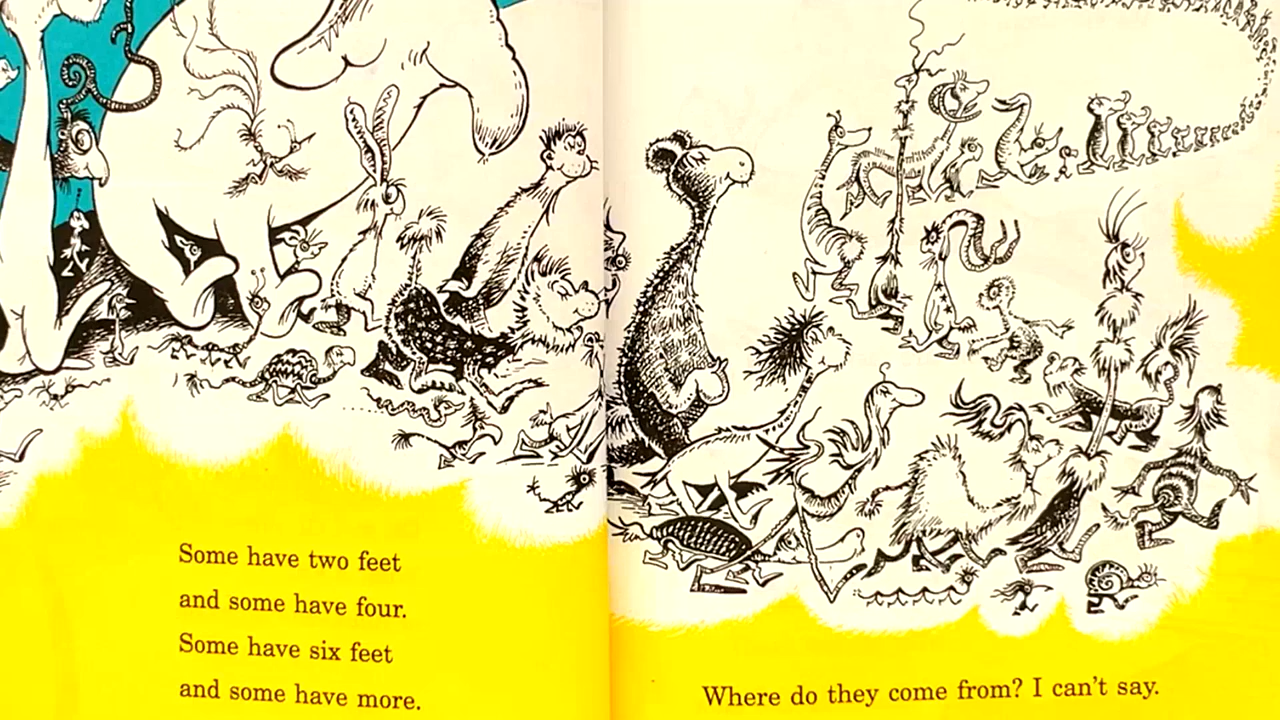 Some have two feet
and some have four.
Some have six feet
and some have more.
Where do they come from? I can't say.